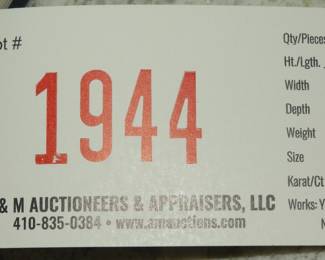 ot #
1944
& M AUCTIONEERS & APPRAISERS, LLC
410-835-0384 • www.amauctions.com
Qty/Pieces
Ht./Lgth.
Width
Depth
Weight
Size
Karat/Ct
Works: Y
N